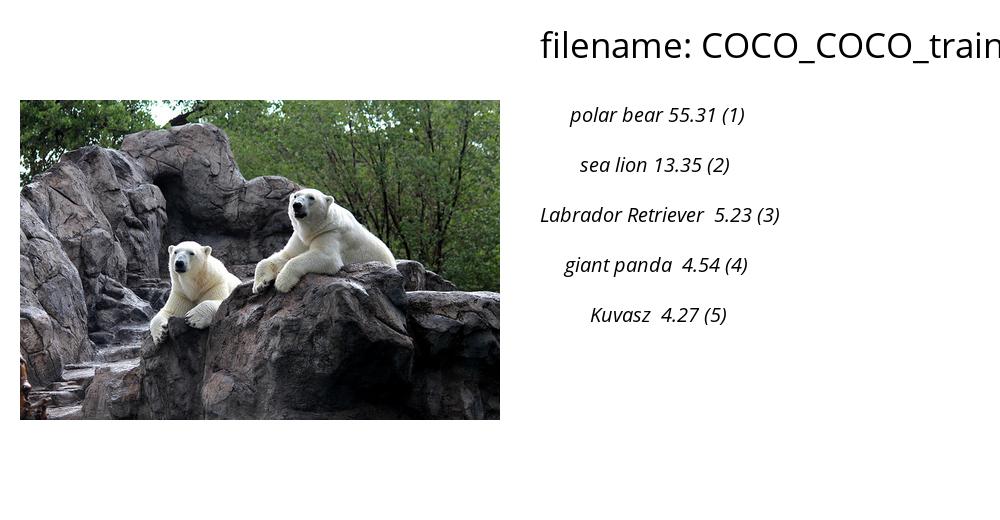 filename: COCO_COCO_train
polar bear 55.31 (1)
sea lion 13.35 (2)
Labrador Retriever 5.23 (3)
giant panda 4.54 (4)
Kuvasz 4.27 (5)